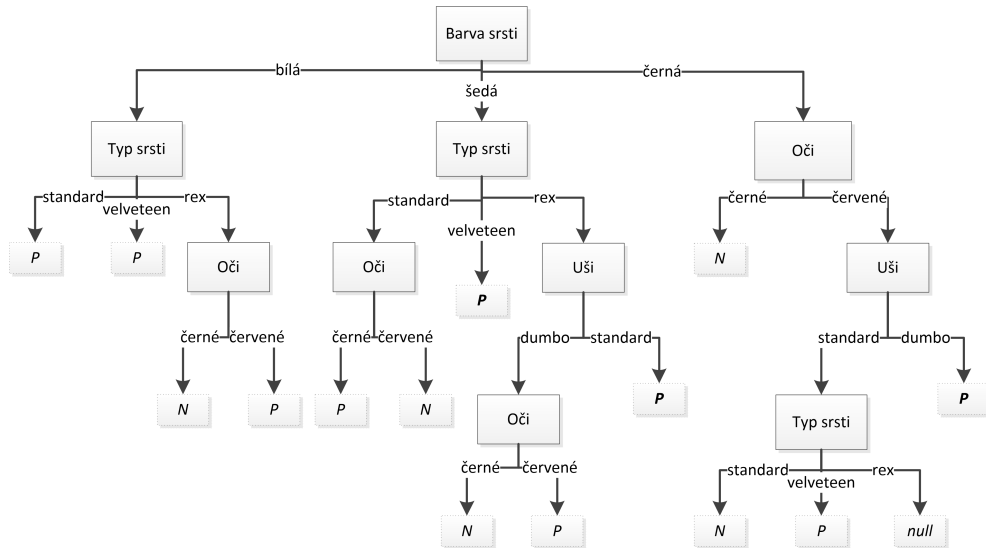 Barva srsti
bílá
šedá
černá
Typ srsti
Typ srsti
Oči
standard
velveteen
rex
standard
velveteen
rex
černé
červené
P
P
Oči
Oči
P
Uši
N
Uši
černé
červené
černé
červené
dumbo
standard
standard
dumbo
N
P
P
N
Oči
P
Typ srsti
P
černé
červené
standard
velveteen
rex
N
P
N
P
null